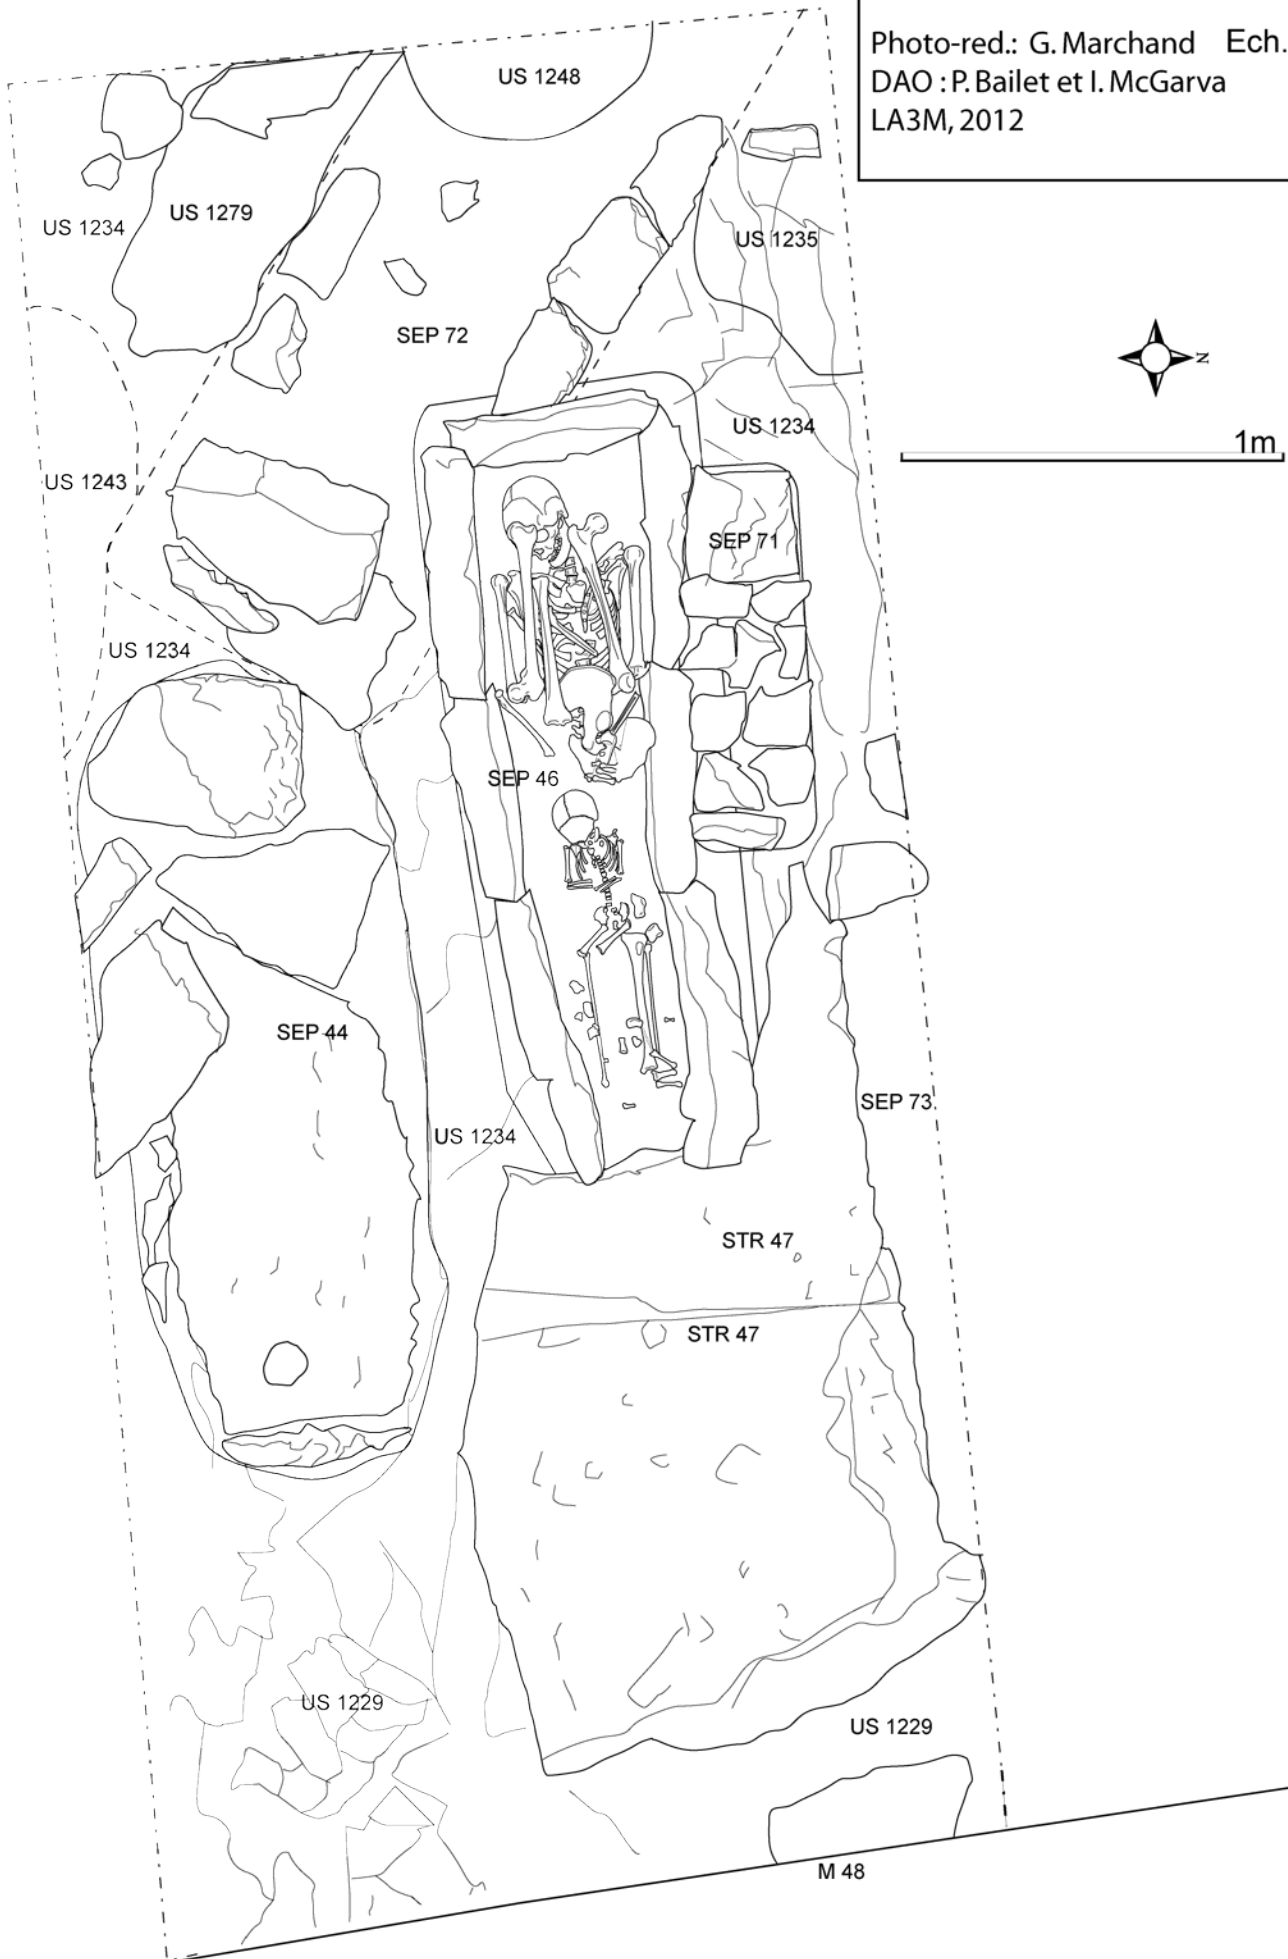 Photo-red.: G. Marchand Ech.
DAO : P. Bailet et I. McGarva
LA3M, 2012
US 1248
US 1279
US 1234
US 1235
SEP 72
N
US 1234
1m
US 1243
SEP 71
US 1234
SEP 46
SEP 44
SEP 73
US 1234
STR 47
STR 47
US 1229
US 1229
M 48